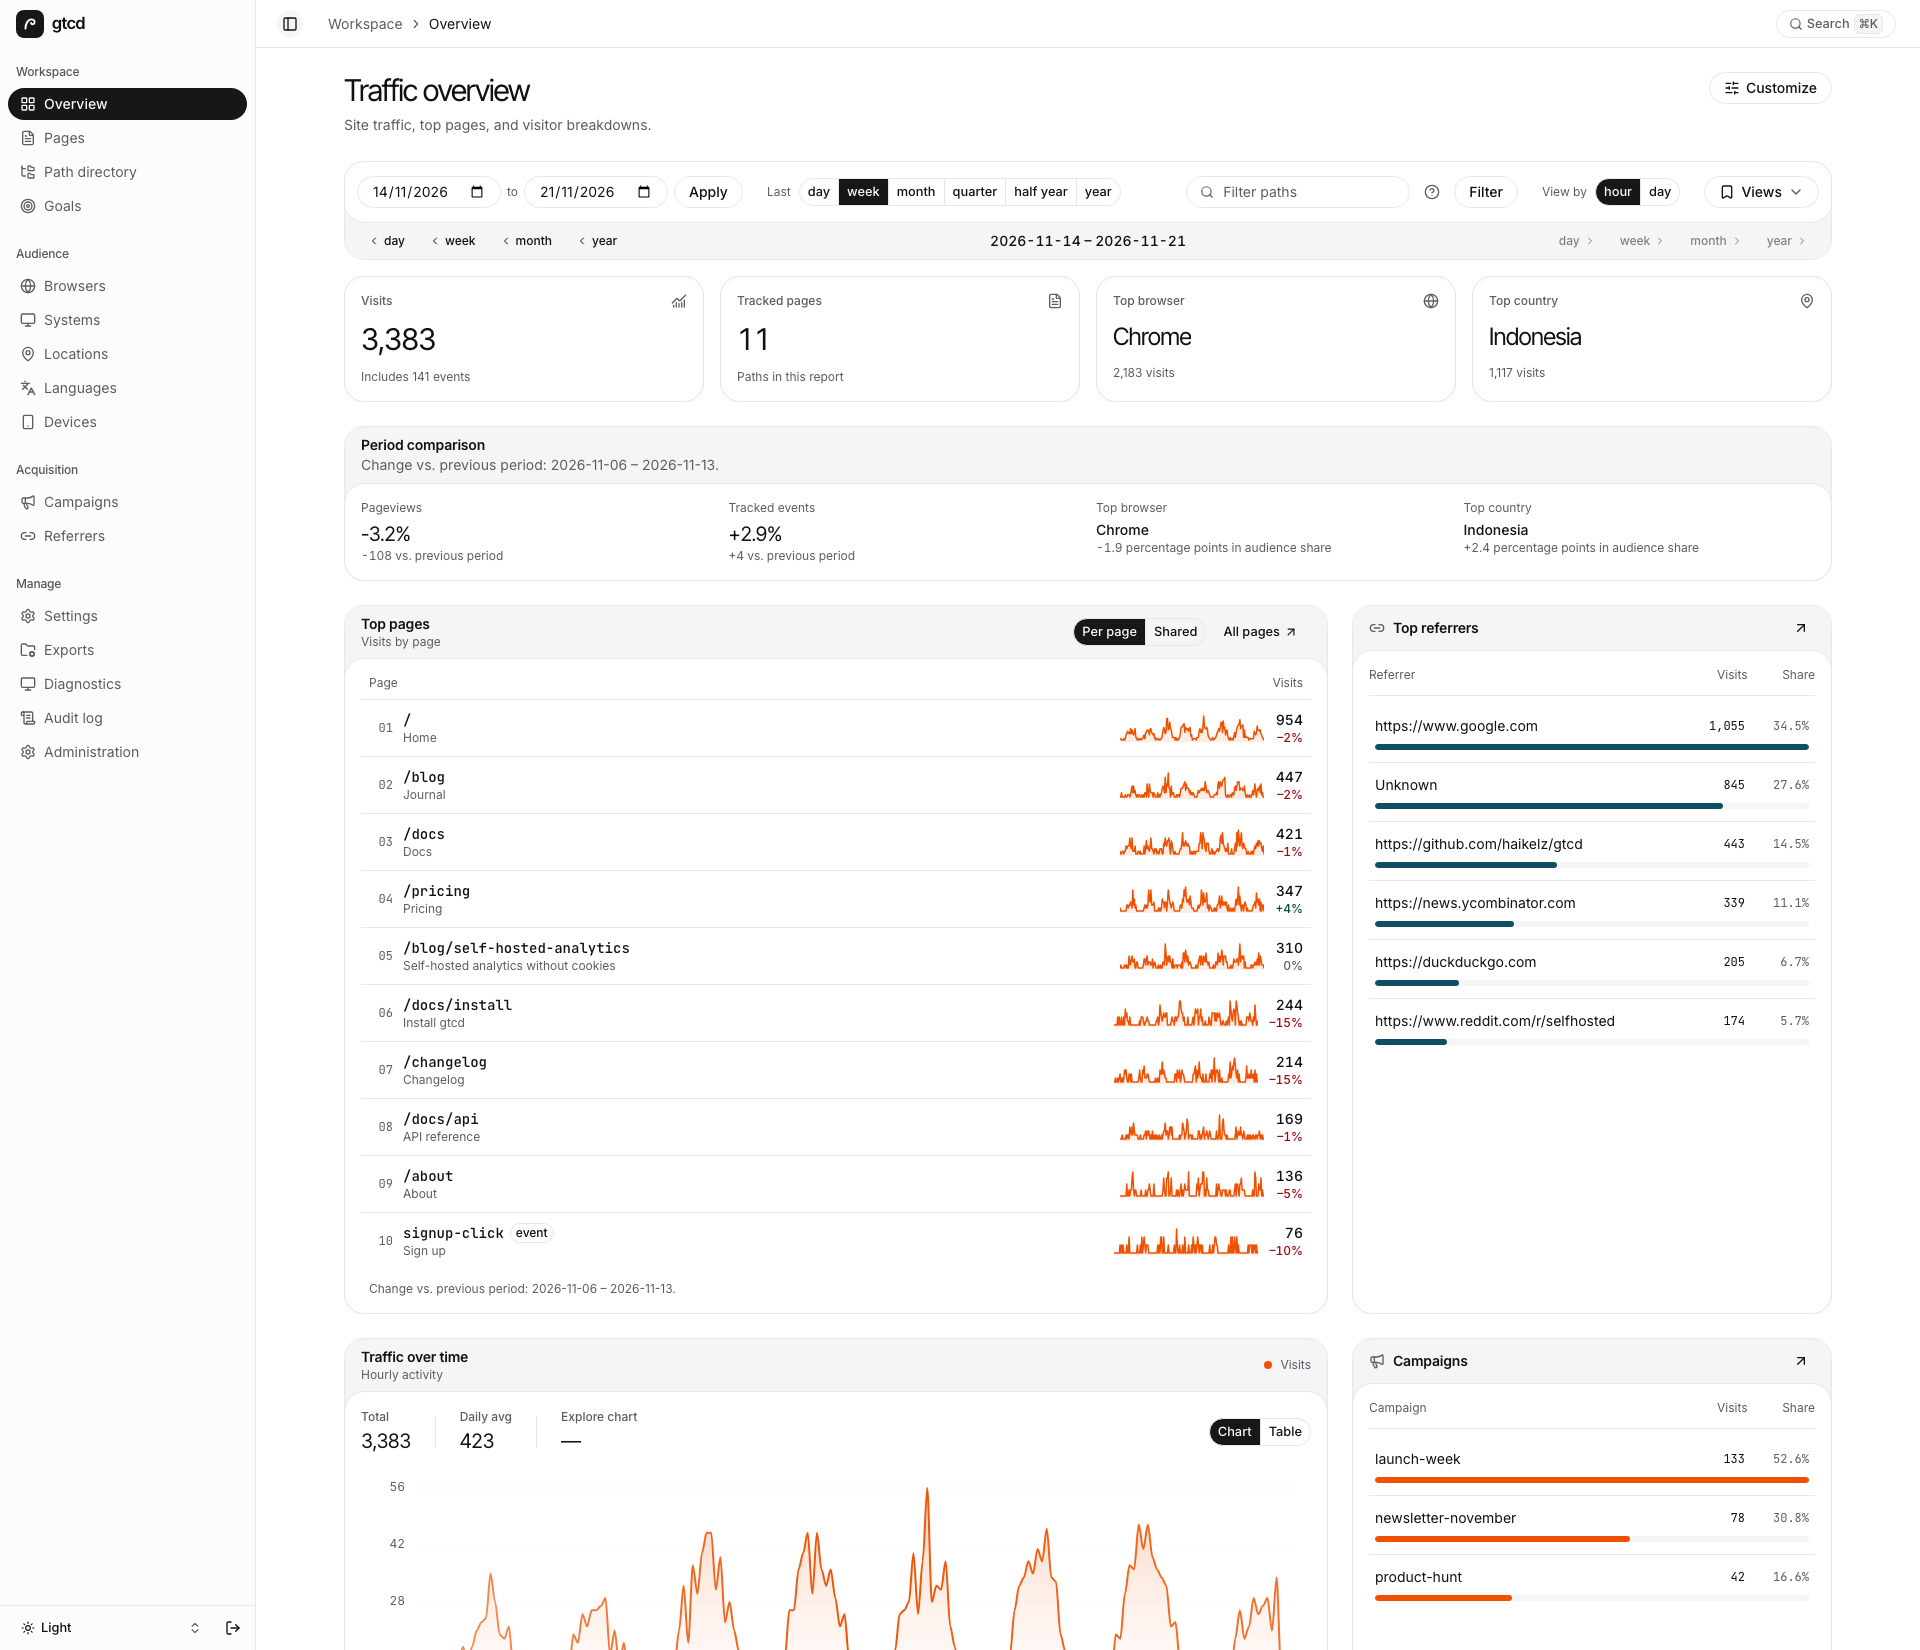 gtcd
Workspace
Overview
Pages
Path directory
Goals
Audience
Browsers
Systems
Locations
Languages
Devices
Acquisition
Campaigns
Referrers
Manage
Settings
Exports
Diagnostics
Audit log
Administration
Light
Workspace > Overview
Search ⌘K
Traffic overview
Site traffic, top pages, and visitor breakdowns.
Customize
14/11/2026 to 21/11/2026 Apply Last day week month quarter half year year Filter paths Filter View by hour day Views
‹ day ‹ week ‹ month ‹ year 2026-11-14 – 2026-11-21 day › week › month › year ›
Visits
3,383
Includes 141 events
Tracked pages
11
Paths in this report
Top browser
Chrome
2,183 visits
Top country
Indonesia
1,117 visits
Period comparison
Change vs. previous period: 2026-11-06 – 2026-11-13.
Pageviews
-3.2%
-108 vs. previous period
Tracked events
+2.9%
+4 vs. previous period
Top browser
Chrome
-1.9 percentage points in audience share
Top country
Indonesia
+2.4 percentage points in audience share
Top pages
Visits by page
Per page Shared All pages
Page Visits
01 / 954
Home −2%
02 /blog 447
Journal −2%
03 /docs 421
Docs −1%
04 /pricing 347
Pricing +4%
05 /blog/self-hosted-analytics 310
Self-hosted analytics without cookies 0%
06 /docs/install 244
Install gtcd −15%
07 /changelog 214
Changelog −15%
08 /docs/api 169
API reference −1%
09 /about 136
About −5%
10 signup-click event 76
Sign up −10%
Change vs. previous period: 2026-11-06 – 2026-11-13.
Top referrers
Referrer Visits Share
https://www.google.com 1,055 34.5%
Unknown 845 27.6%
https://github.com/haikelz/gtcd 443 14.5%
https://news.ycombinator.com 339 11.1%
https://duckduckgo.com 205 6.7%
https://www.reddit.com/r/selfhosted 174 5.7%
Traffic over time
Hourly activity
Visits
Total
3,383
Daily avg
423
Explore chart
—
Chart Table
56
42
28
Campaigns
Campaign Visits Share
launch-week 133 52.6%
newsletter-november 78 30.8%
product-hunt 42 16.6%